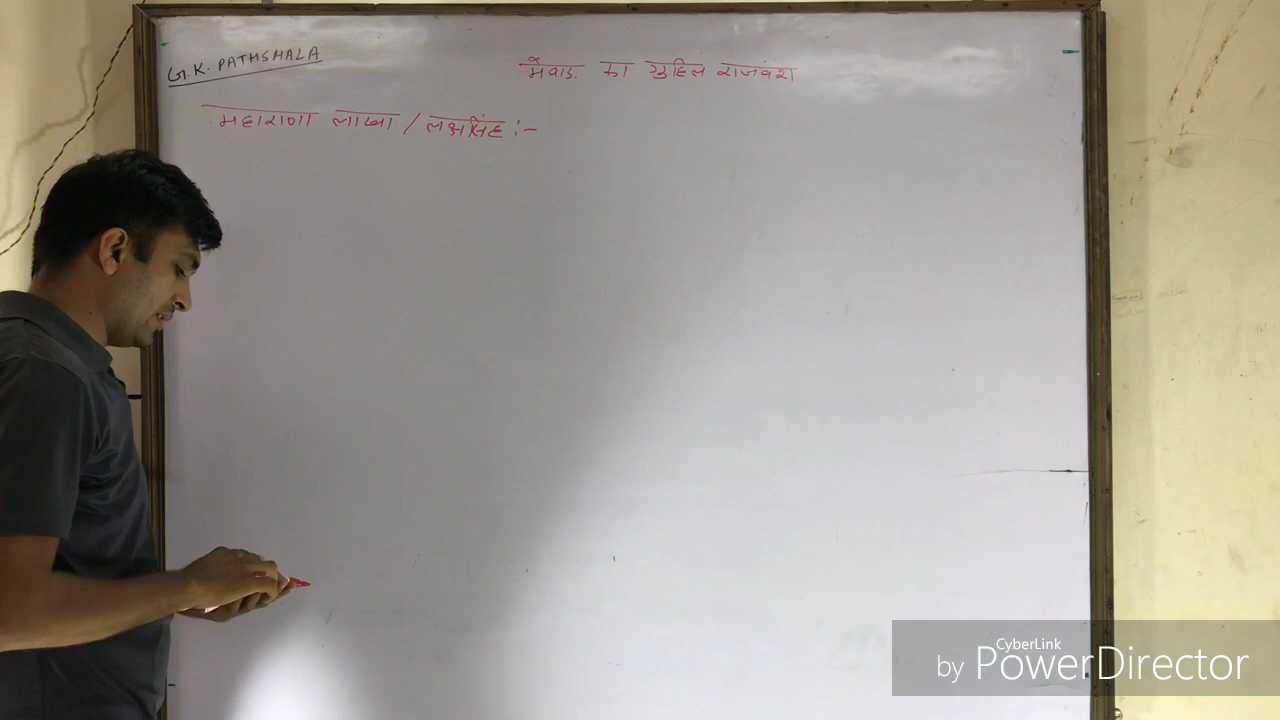 G.K. PATHSHALA
मेवाड़ का गुहिल राजवंश
महाराणा लाखा / लक्षसिंह :-
CyberLink
by PowerDirector